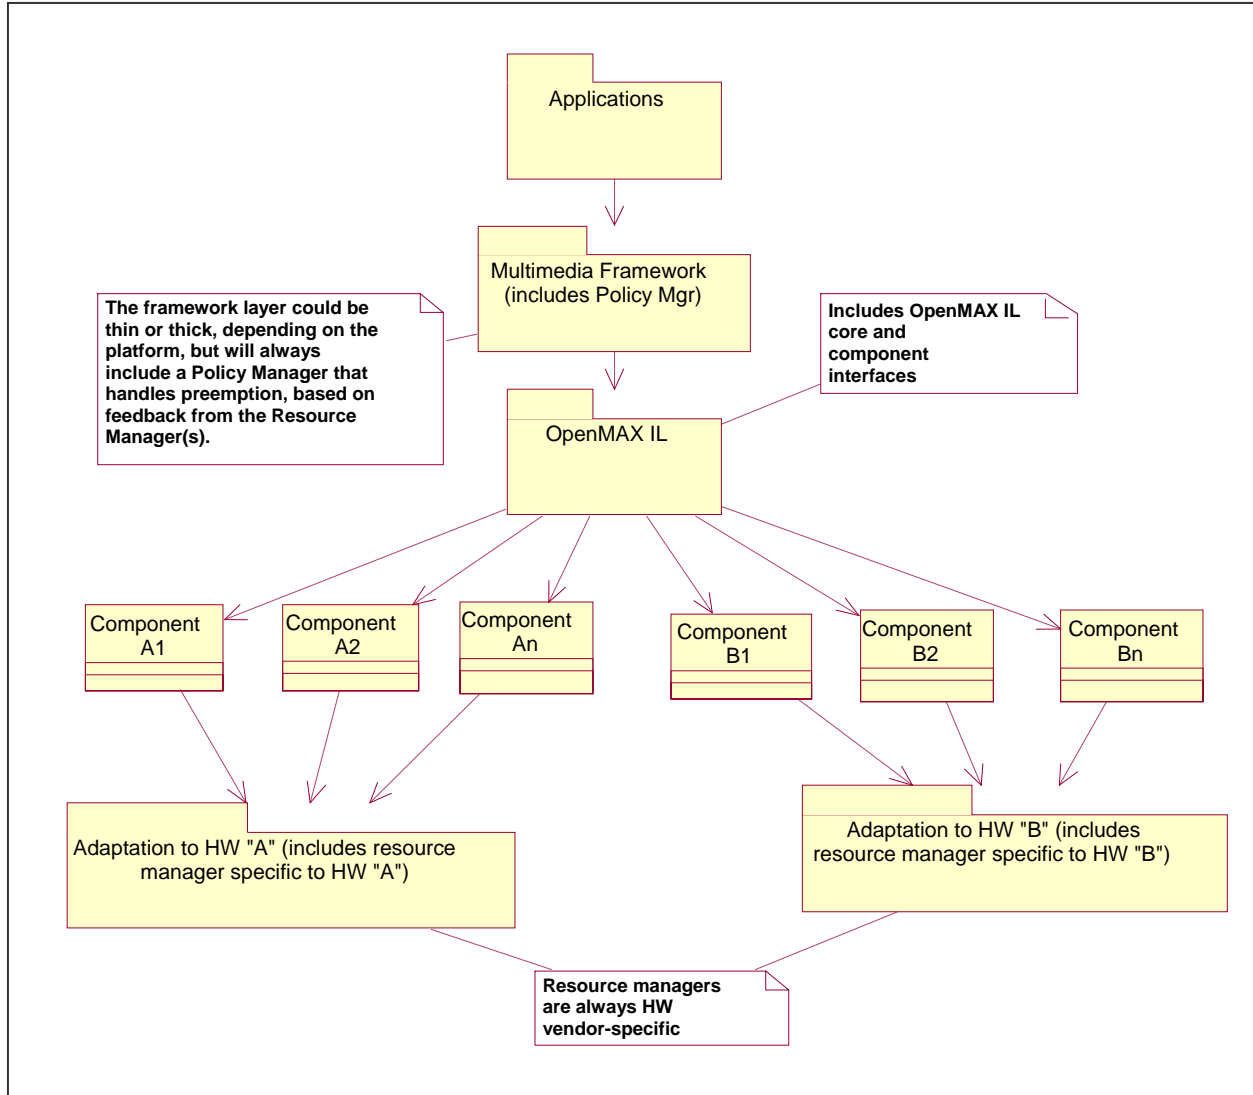 Applications
Multimedia Framework
(includes Policy Mgr)
The framework layer could be
thin or thick, depending on the
platform, but will always
include a Policy Manager that
handles preemption, based on
feedback from the Resource
Manager(s).
Includes OpenMAX IL
core and
component
interfaces
OpenMAX IL
Component
A1
Component
A2
Component
An
Component
B1
Component
B2
Component
Bn
Adaptation to HW "A" (includes resource
manager specific to HW "A")
Adaptation to HW "B" (includes
resource manager specific to HW "B")
Resource managers
are always HW
vendor-specific